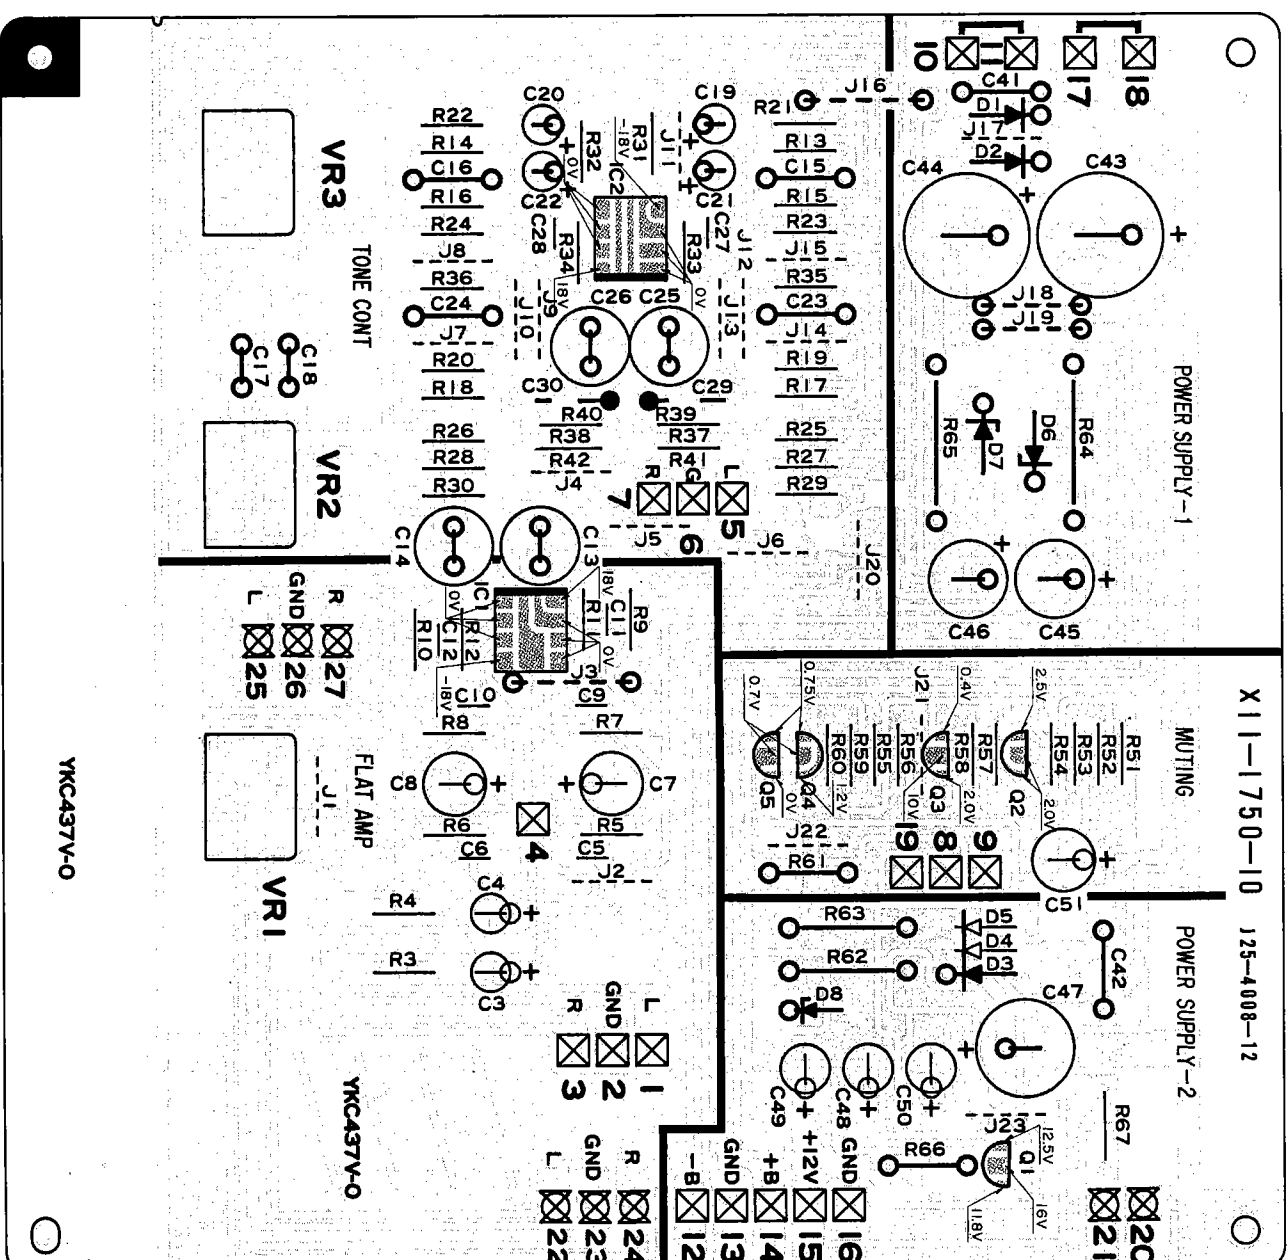 10
11
17
18
C41
D1
J17
D2
J16
R21
C20
C19
R22
R14
C16
R16
R24
J8
R36
C24
J7
R20
R18
R26
R28
R30
R13
C15
R15
R23
J15
R35
C23
J14
R19
R17
R25
R27
R29
R32
0V
R31
-18V
J11
IC2
C22
C21
C28
R34
R33
C27
J12
18V
0V
J9
J10
C26
C25
J13
C30
C29
R40
R39
R38
R37
R42
R41
J4
R
G
L
7
6
5
J5
J6
J20
C44
C43
J18
J19
R65
D7
D6
R64
POWER SUPPLY-1
C46
C45
VR3
TONE CONT
C17
C18
VR2
C14
C13
18V
0V
IC1
R10
C12
R12
R11
C11
R9
0V
-18V
J3
C10
C9
R8
R7
L
GND
R
25
26
27
C8
C7
R6
R5
C6
C5
4
J2
FLAT AMP
J1
VR1
R4
C4
R3
C3
YKC437V-0
YKC437V-0
R
GND
L
3
2
1
0.7V
0.75V
J21
0.4V
2.5V
R60
R59
R55
R56
R58
R57
R54
R53
R52
R51
Q5
0V
Q4
12V
Q3
2.0V
Q2
2.0V
MUTING
X11-1750-10
J25-4008-12
J22
R61
19
8
9
C51
R63
R62
D5
D4
D3
D8
C47
C42
POWER SUPPLY-2
C49
C48
C50
J23
R67
R66
12.5V
Q1
11.8V
16V
L
GND
R
-B
GND
+B
+12V
GND
22
23
24
12
13
14
15
16
21
20